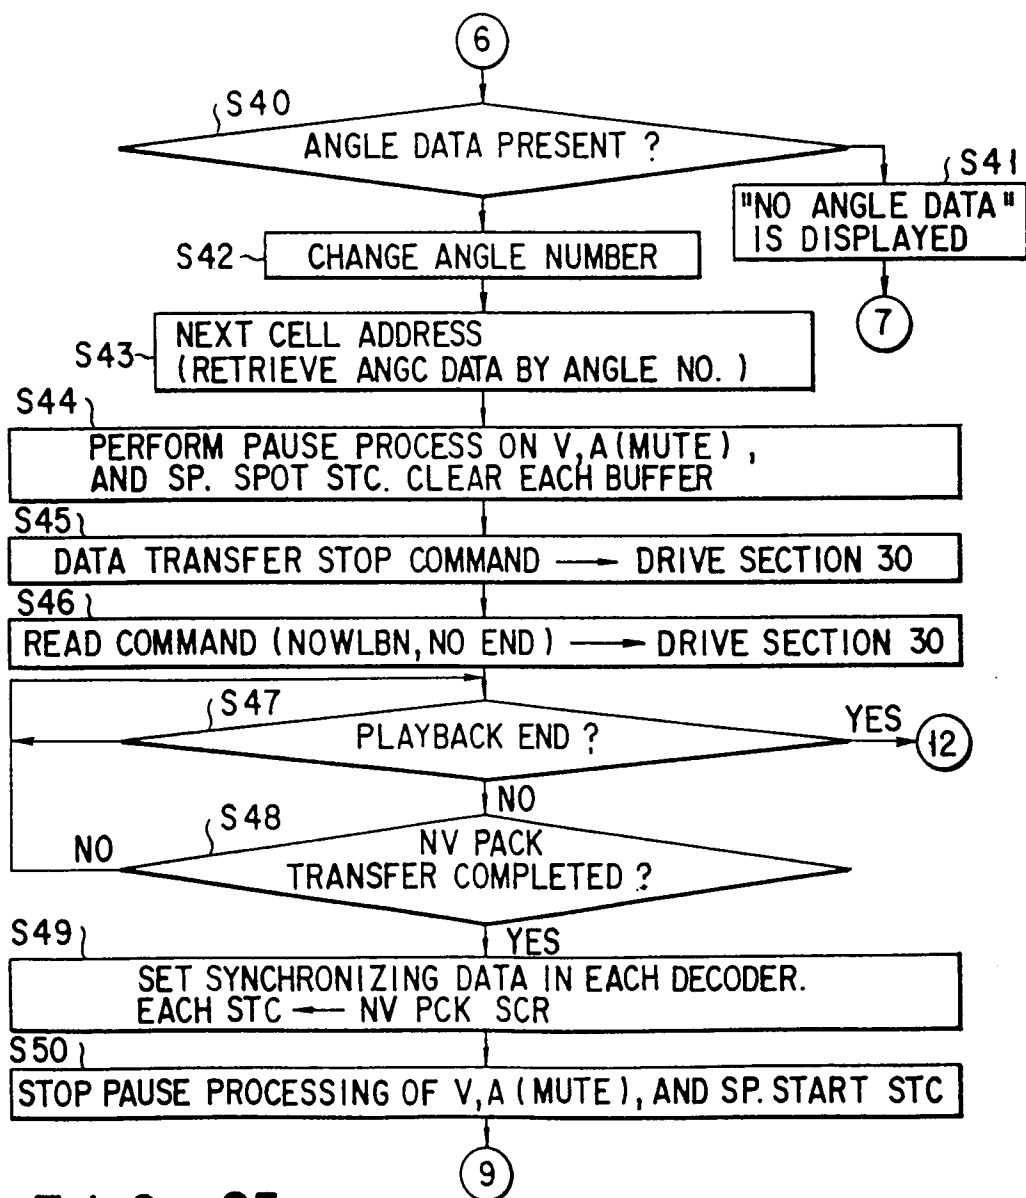 6
S40
ANGLE DATA PRESENT ?
S41
"NO ANGLE DATA"
IS DISPLAYED
7
S42
CHANGE ANGLE NUMBER
S43
NEXT CELL ADDRESS
(RETRIEVE ANGC DATA BY ANGLE NO. )
S44
PERFORM PAUSE PROCESS ON V,A(MUTE) ,
AND SP. SPOT STC. CLEAR EACH BUFFER
S45
DATA TRANSFER STOP COMMAND → DRIVE SECTION 30
S46
READ COMMAND (NOWLBN,NO END) → DRIVE SECTION 30
S47
PLAYBACK END ?
YES
12
NO
S48
NV PACK
TRANSFER COMPLETED ?
NO
YES
S49
SET SYNCHRONIZING DATA IN EACH DECODER.
EACH STC ← NV PCK SCR
S50
STOP PAUSE PROCESSING OF V,A (MUTE), AND SP. START STC
9